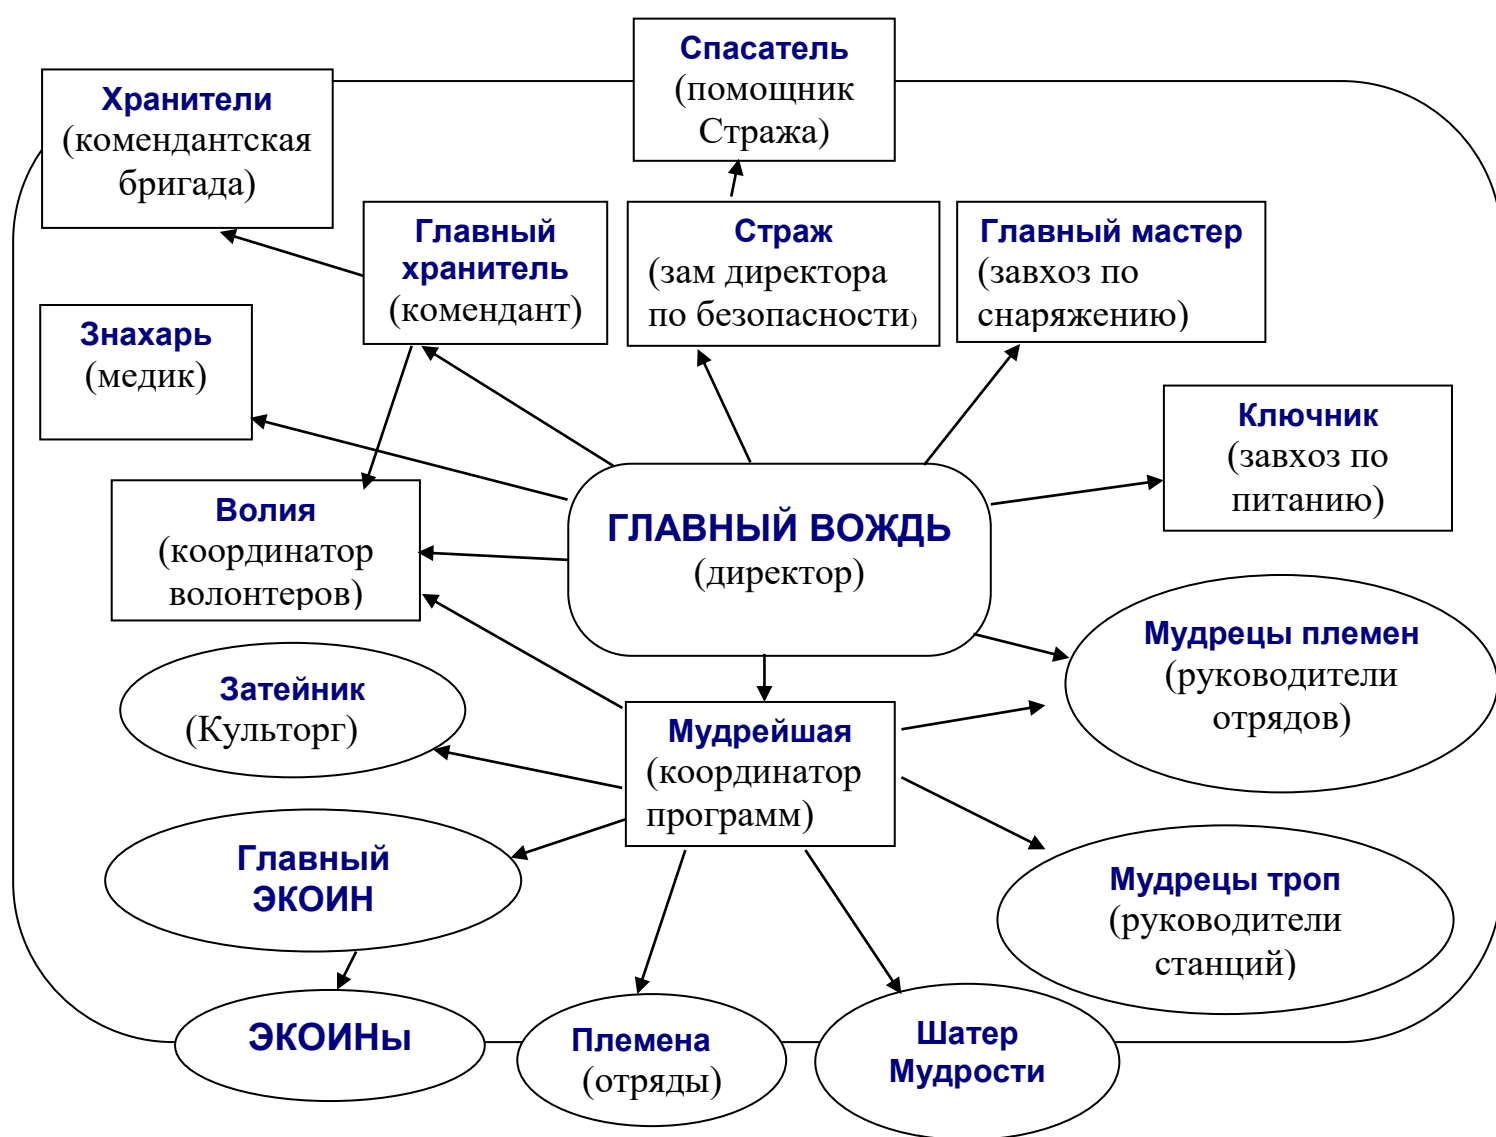 Спасатель
(помощник
Стража)
Хранители
(комендантская
бригада)
Главный
хранитель
(комендант)
Страж
(зам директора
по безопасности)
Главный мастер
(завхоз по
снаряжению)
Знахарь
(медик)
Ключник
(завхоз по
питанию)
Волия
(координатор
волонтеров)
ГЛАВНЫЙ ВОЖДЬ
(директор)
Мудрецы племен
(руководители
отрядов)
Затейник
(Культорг)
Мудрейшая
(координатор
программ)
Главный
ЭКОИН
Мудрецы троп
(руководители
станций)
ЭКОИНы
Племена
(отряды)
Шатер
Мудрости